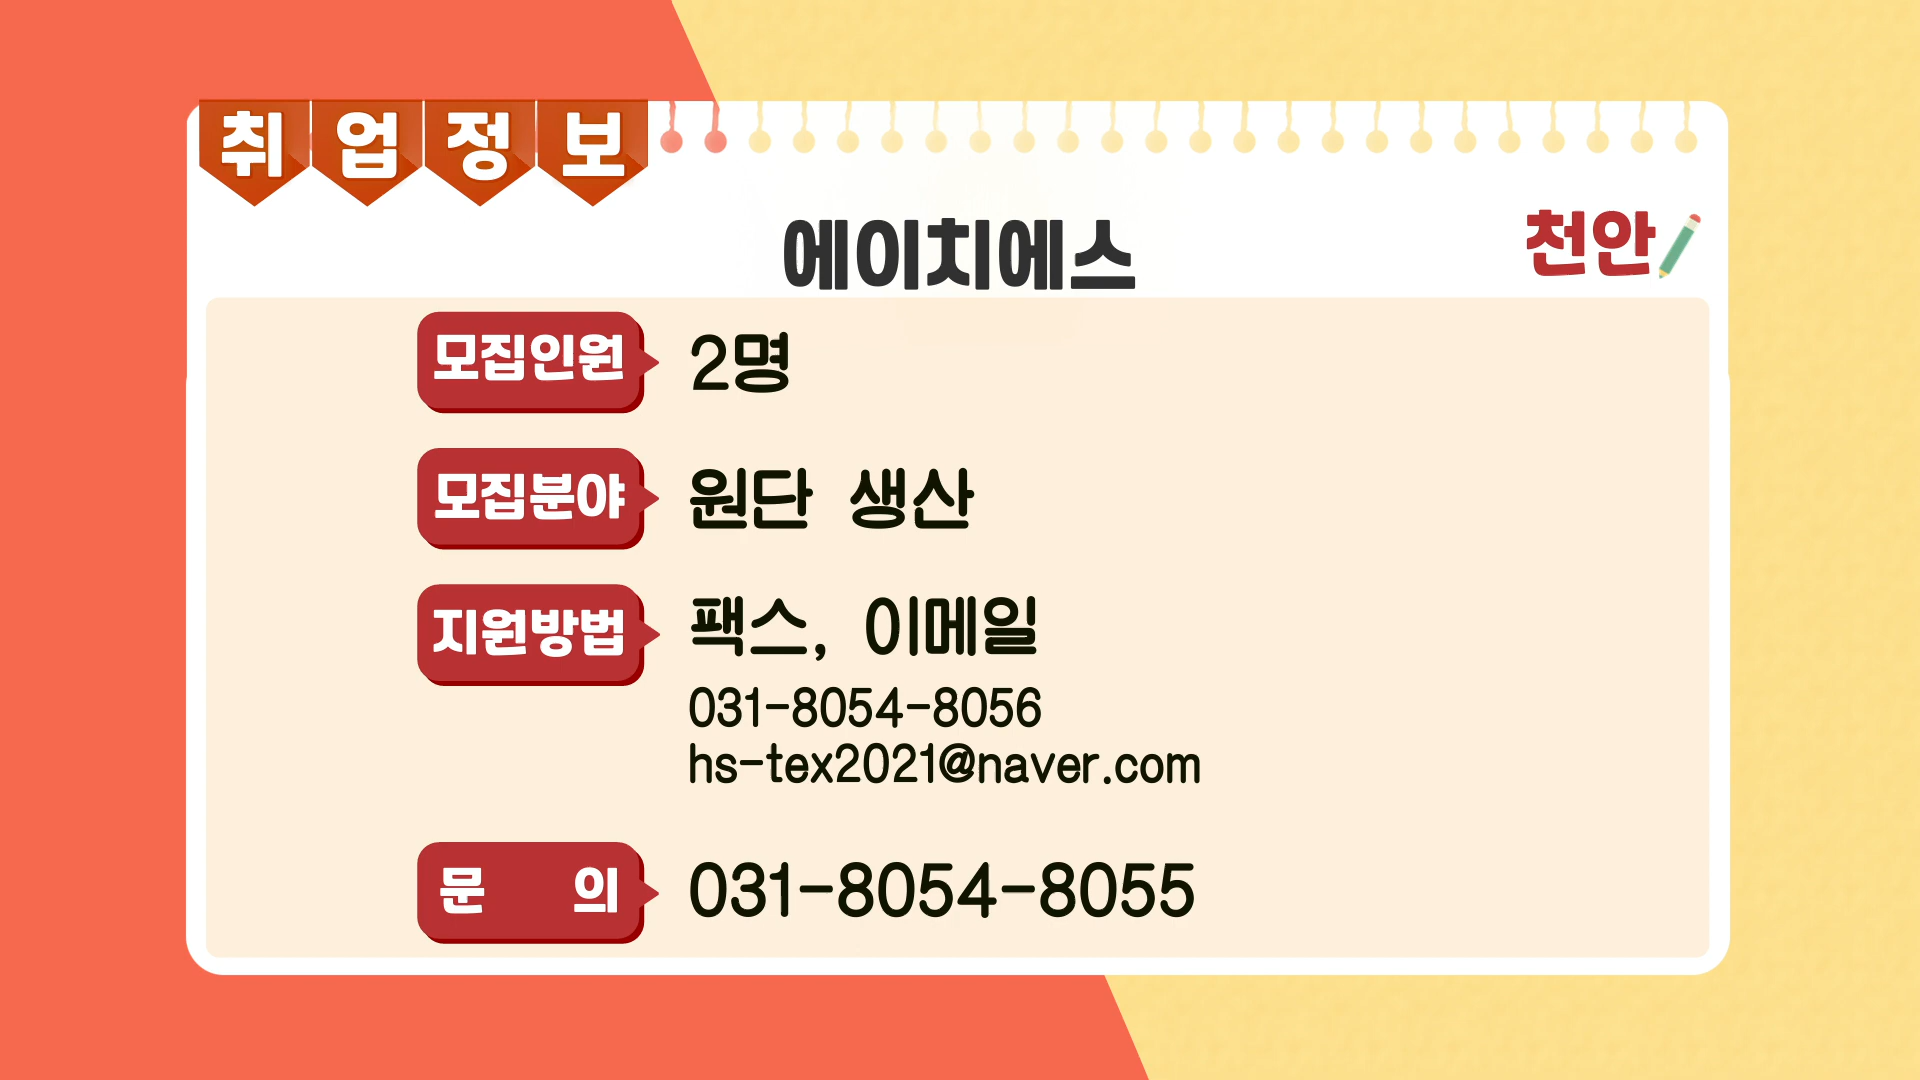 취업정보
에이치에스
천안
모집인원 2명
모집분야 원단 생산
지원방법 팩스, 이메일
031-8054-8056
hs-tex2021@naver.com
문 의 031-8054-8055